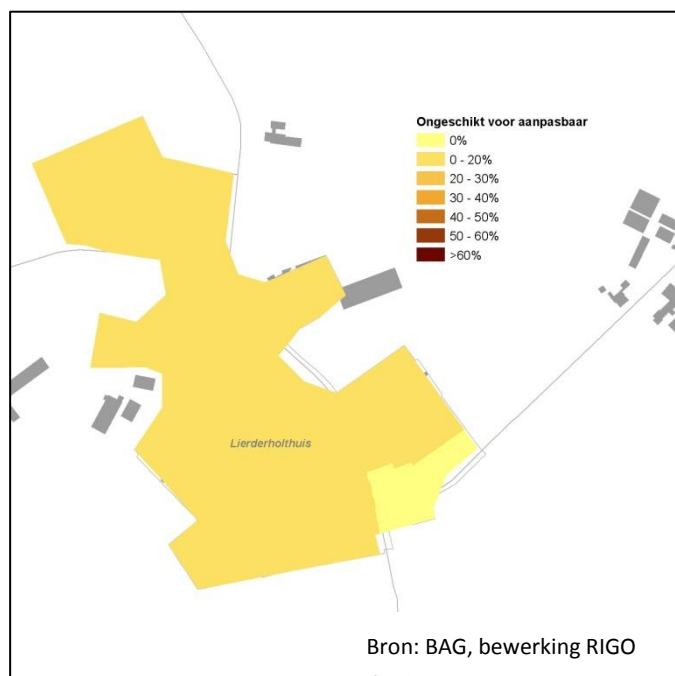 Ongeschikt voor aanpasbaar
0%
0 - 20%
20 - 30%
30 - 40%
40 - 50%
50 - 60%
>60%
Lierderholthuis
Bron: BAG, bewerking RIGO